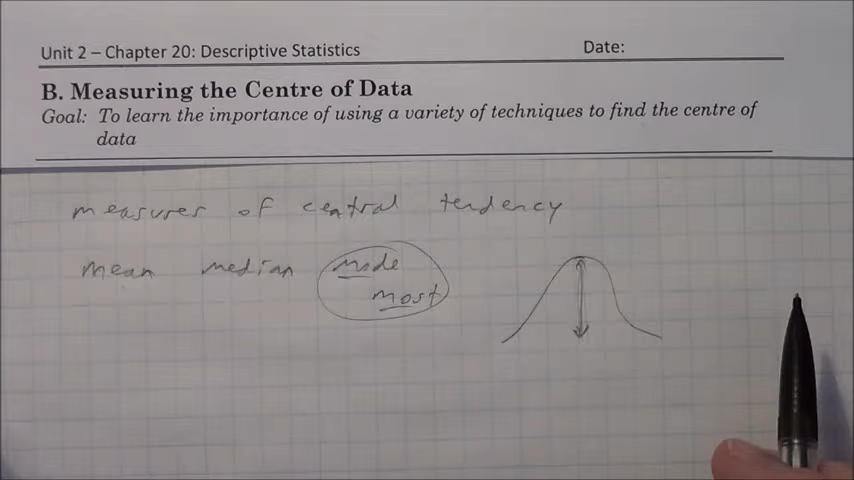 Unit 2 – Chapter 20: Descriptive Statistics Date:
B. Measuring the Centre of Data
Goal: To learn the importance of using a variety of techniques to find the centre of
data
measures of central tendency
mean median mode
most